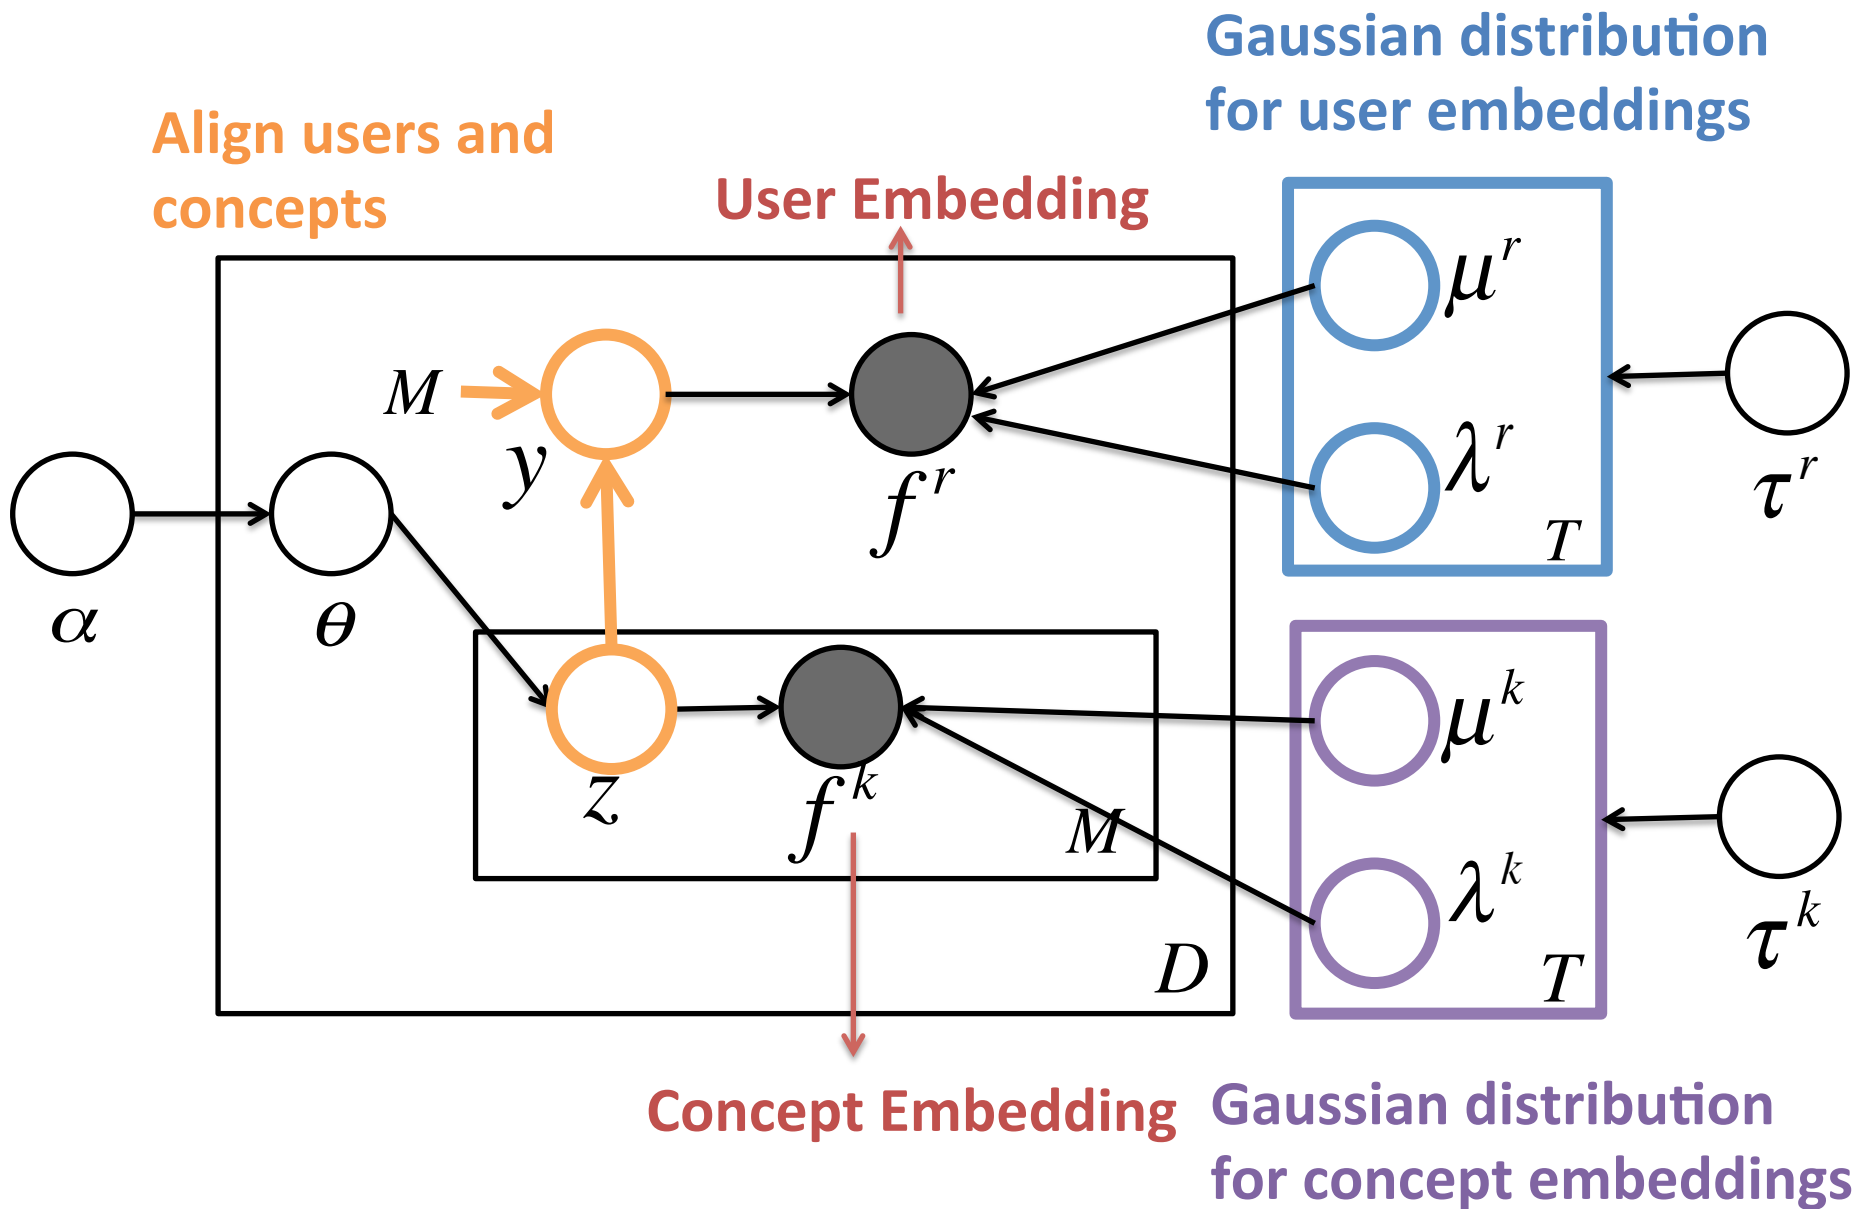 Gaussian distribution
for user embeddings
Align users and
concepts
User Embedding
μ^r
M
y
f^r
λ^r
T
τ^r
α
θ
μ^k
z
f^k
M
λ^k
T
τ^k
D
Concept Embedding
Gaussian distribution
for concept embeddings